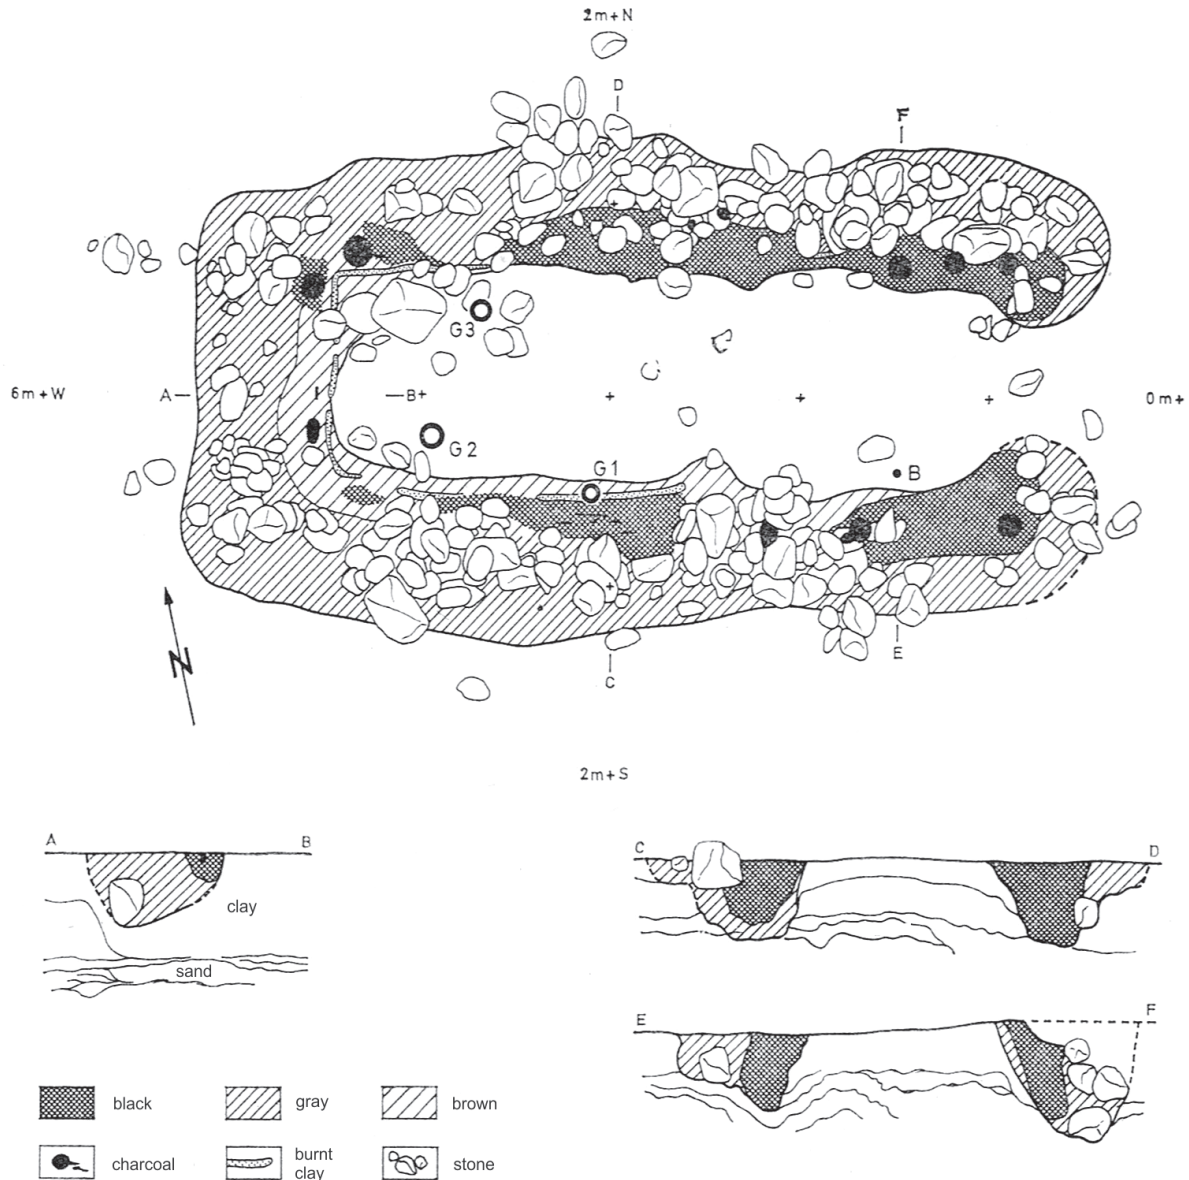 2m+N
D
F
G3
6m+W A B+ + + + 0m+
G2
G1
B
E
C
N
2m+S
A B
C D
clay
sand
E F
black gray brown
charcoal burnt clay stone